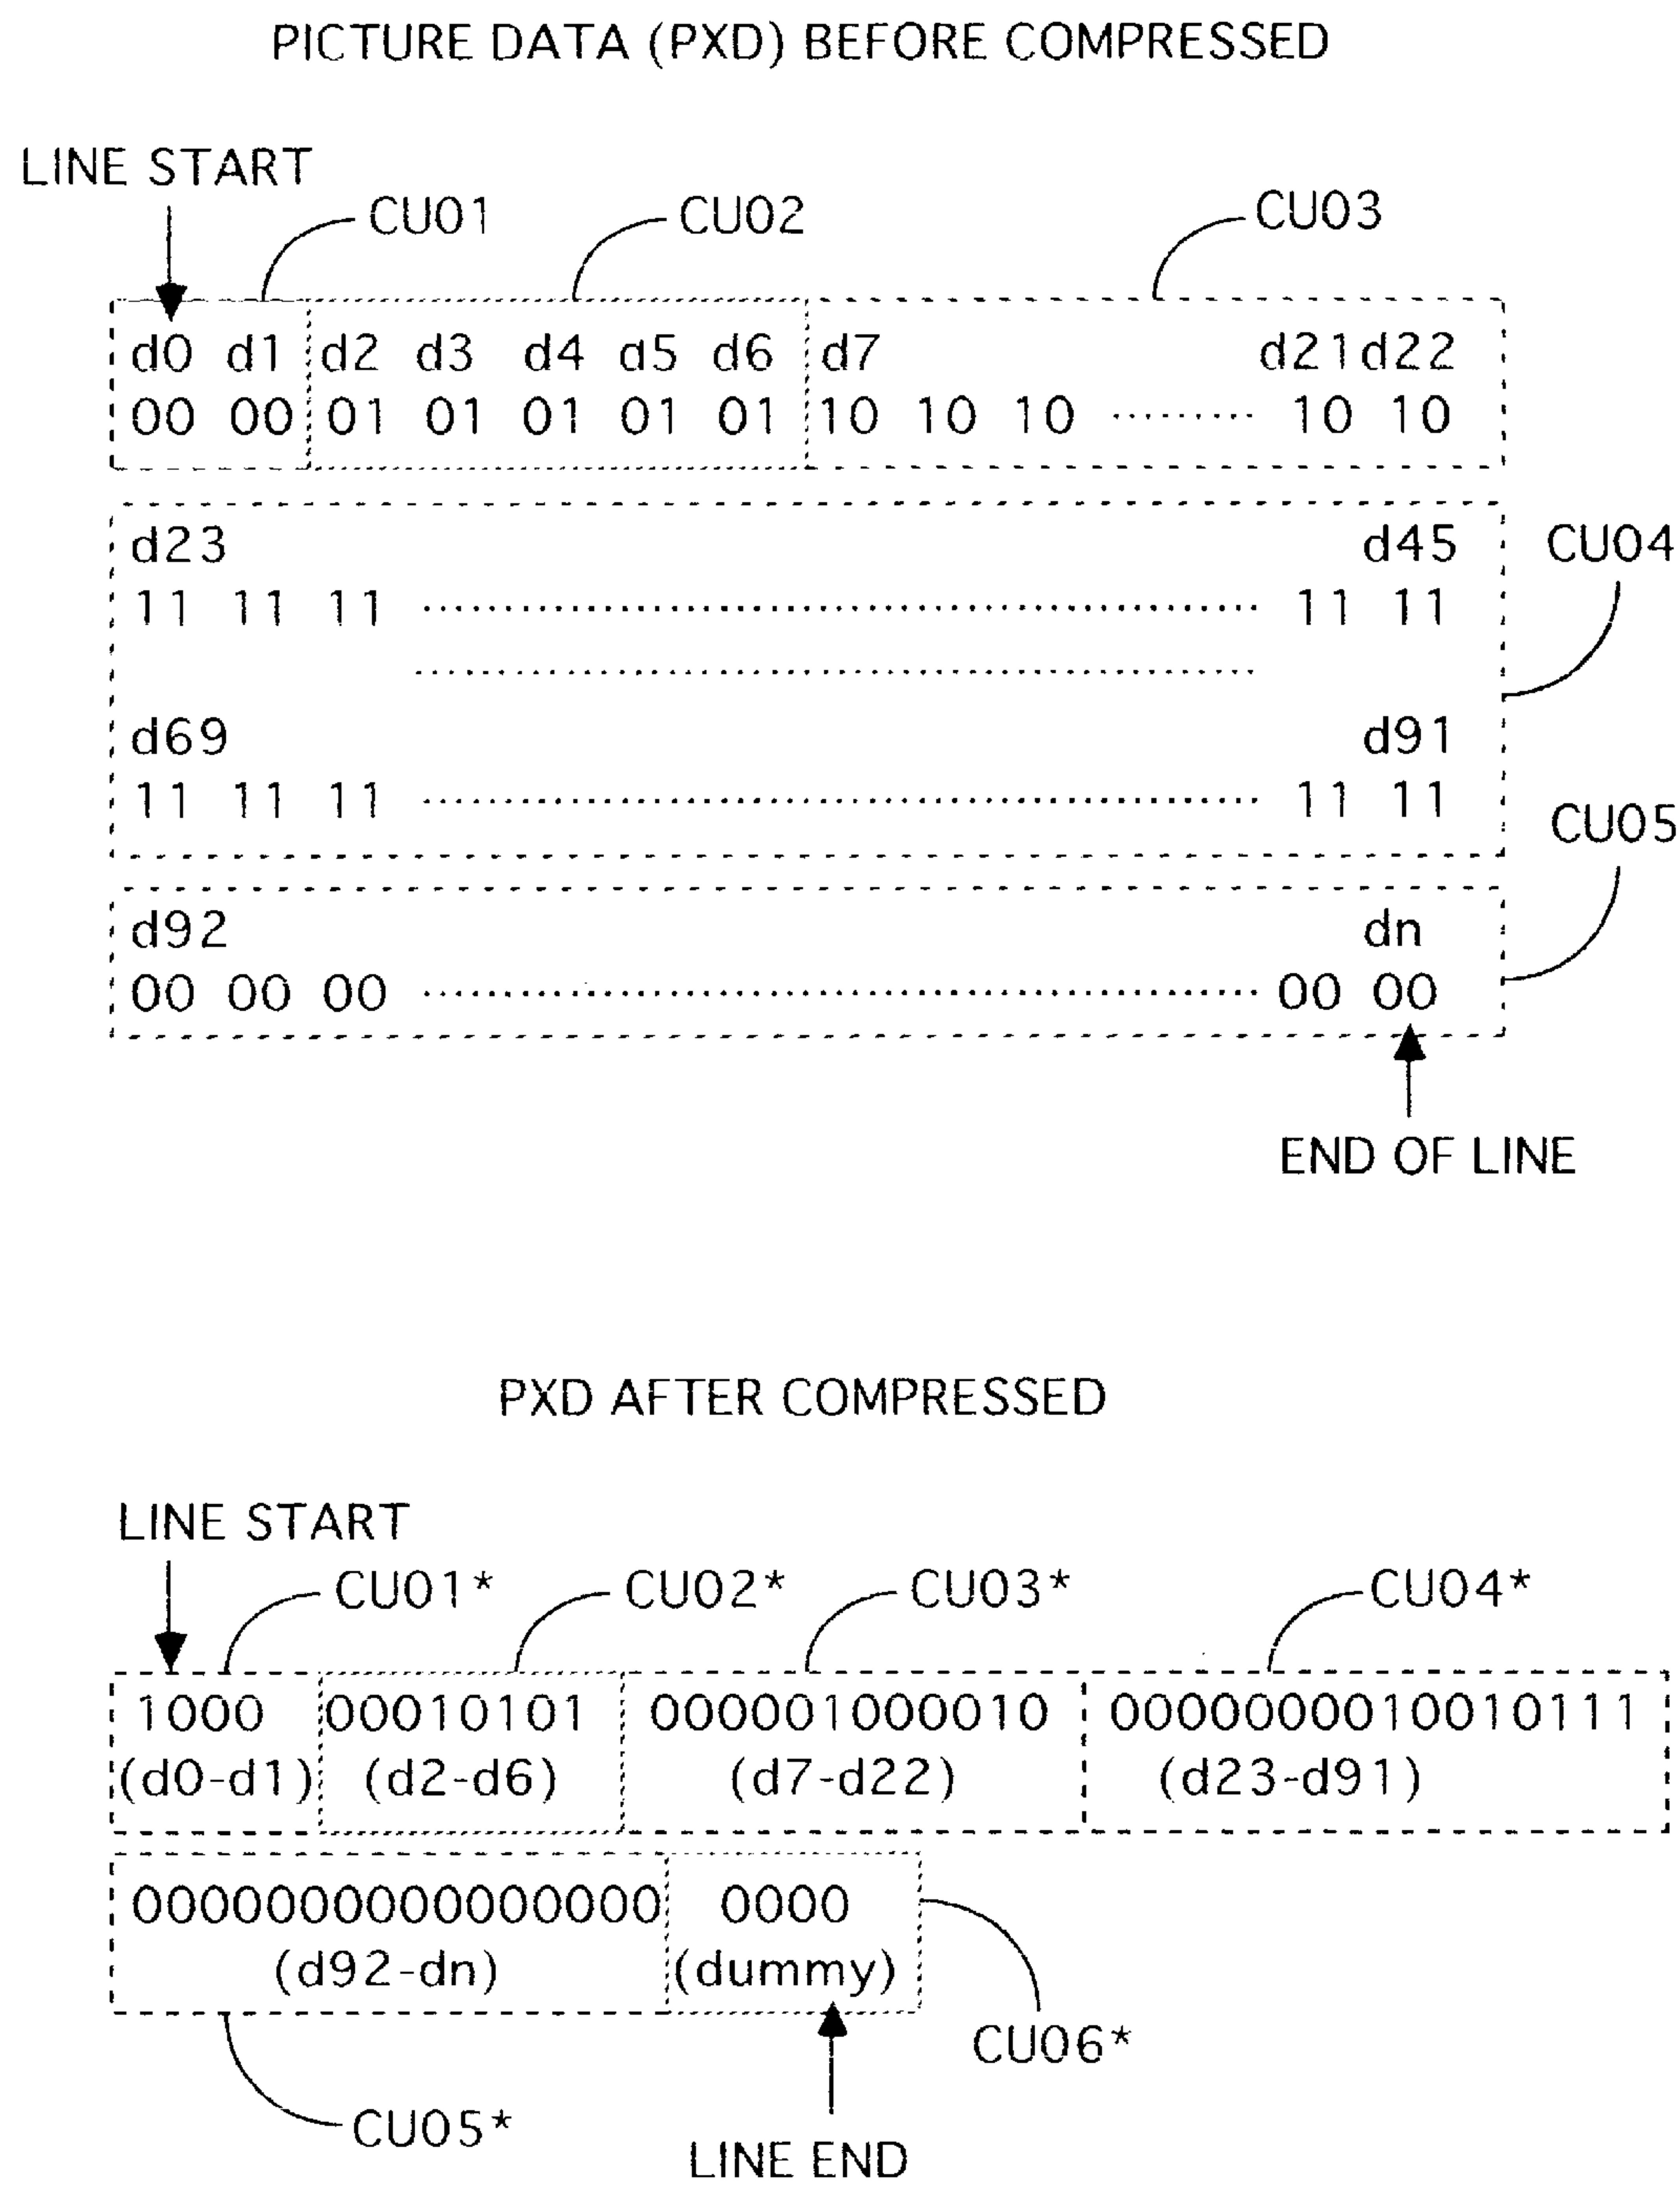 PICTURE DATA (PXD) BEFORE COMPRESSED
LINE START
CU01 CU02 CU03
d0 d1 d2 d3 d4 d5 d6 d7 d21 d22
00 00 01 01 01 01 01 10 10 10 ......... 10 10
d23 d45 CU04
11 11 11 ......... 11 11
d69 d91
11 11 11 ......... 11 11
CU05
d92 dn
00 00 00 ......... 00 00
END OF LINE
PXD AFTER COMPRESSED
LINE START
CU01* CU02* CU03* CU04*
1000 00010101 000001000010 0000000010010111
(d0-d1) (d2-d6) (d7-d22) (d23-d91)
0000000000000000 0000
(d92-dn) (dummy)
CU06*
CU05*
LINE END